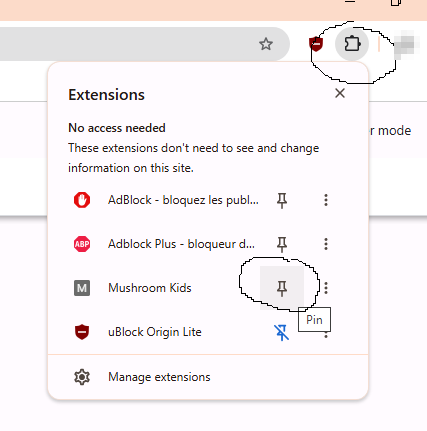 Extensions
r mode
No access needed
These extensions don't need to see and change
information on this site.
AdBlock - bloquez les publ...
ABP
Adblock Plus - bloqueur d...
M
Mushroom Kids
Pin
uBlock Origin Lite
Manage extensions